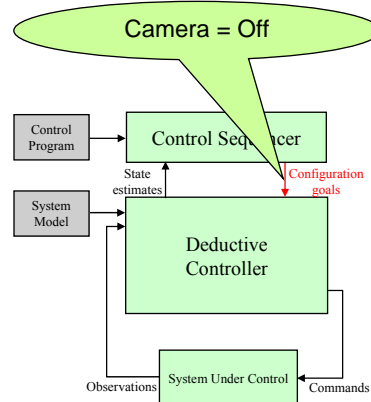 Camera = Off
Control
Program
Control Sequencer
State
estimates
Configuration
goals
System
Model
Deductive
Controller
System Under Control
Observations
Commands